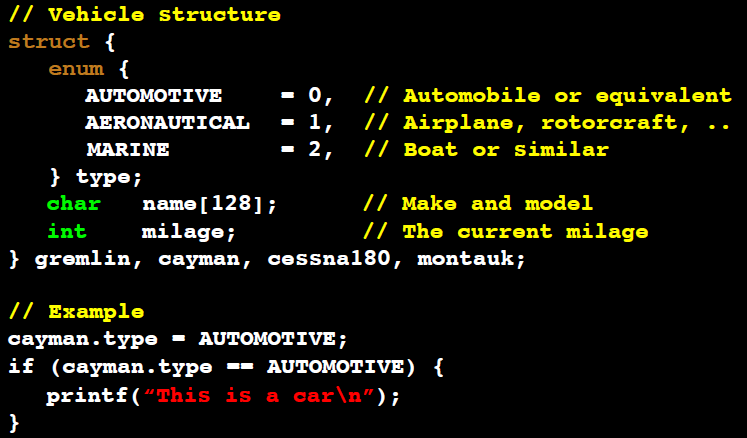 // Vehicle structure
struct {
enum {
AUTOMOTIVE = 0, // Automobile or equivalent
AERONAUTICAL = 1, // Airplane, rotorcraft, ..
MARINE = 2, // Boat or similar
} type;
char name[128]; // Make and model
int milage; // The current milage
} gremlin, cayman, cessna180, montauk;
// Example
cayman.type = AUTOMOTIVE;
if (cayman.type == AUTOMOTIVE) {
printf(“This is a car\n”);
}